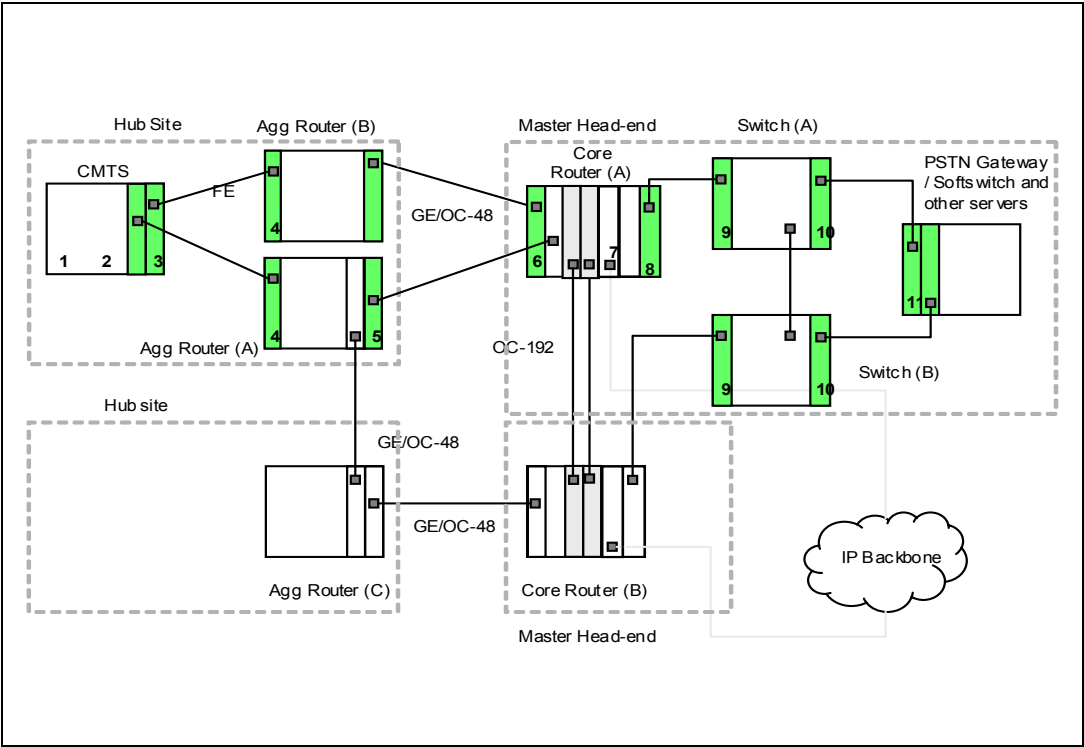 Hub Site
Agg Router (B)
Master Head-end
Switch (A)
CMTS
FE
4
GE/OC-48
Core
Router (A)
PSTN Gateway
/ Softswitch and
other servers
1
2
3
6
7
8
9
10
11
4
5
Agg Router (A)
OC-192
9
10
Switch (B)
Hub site
GE/OC-48
GE/OC-48
Agg Router (C)
Core Router (B)
IP Backbone
Master Head-end